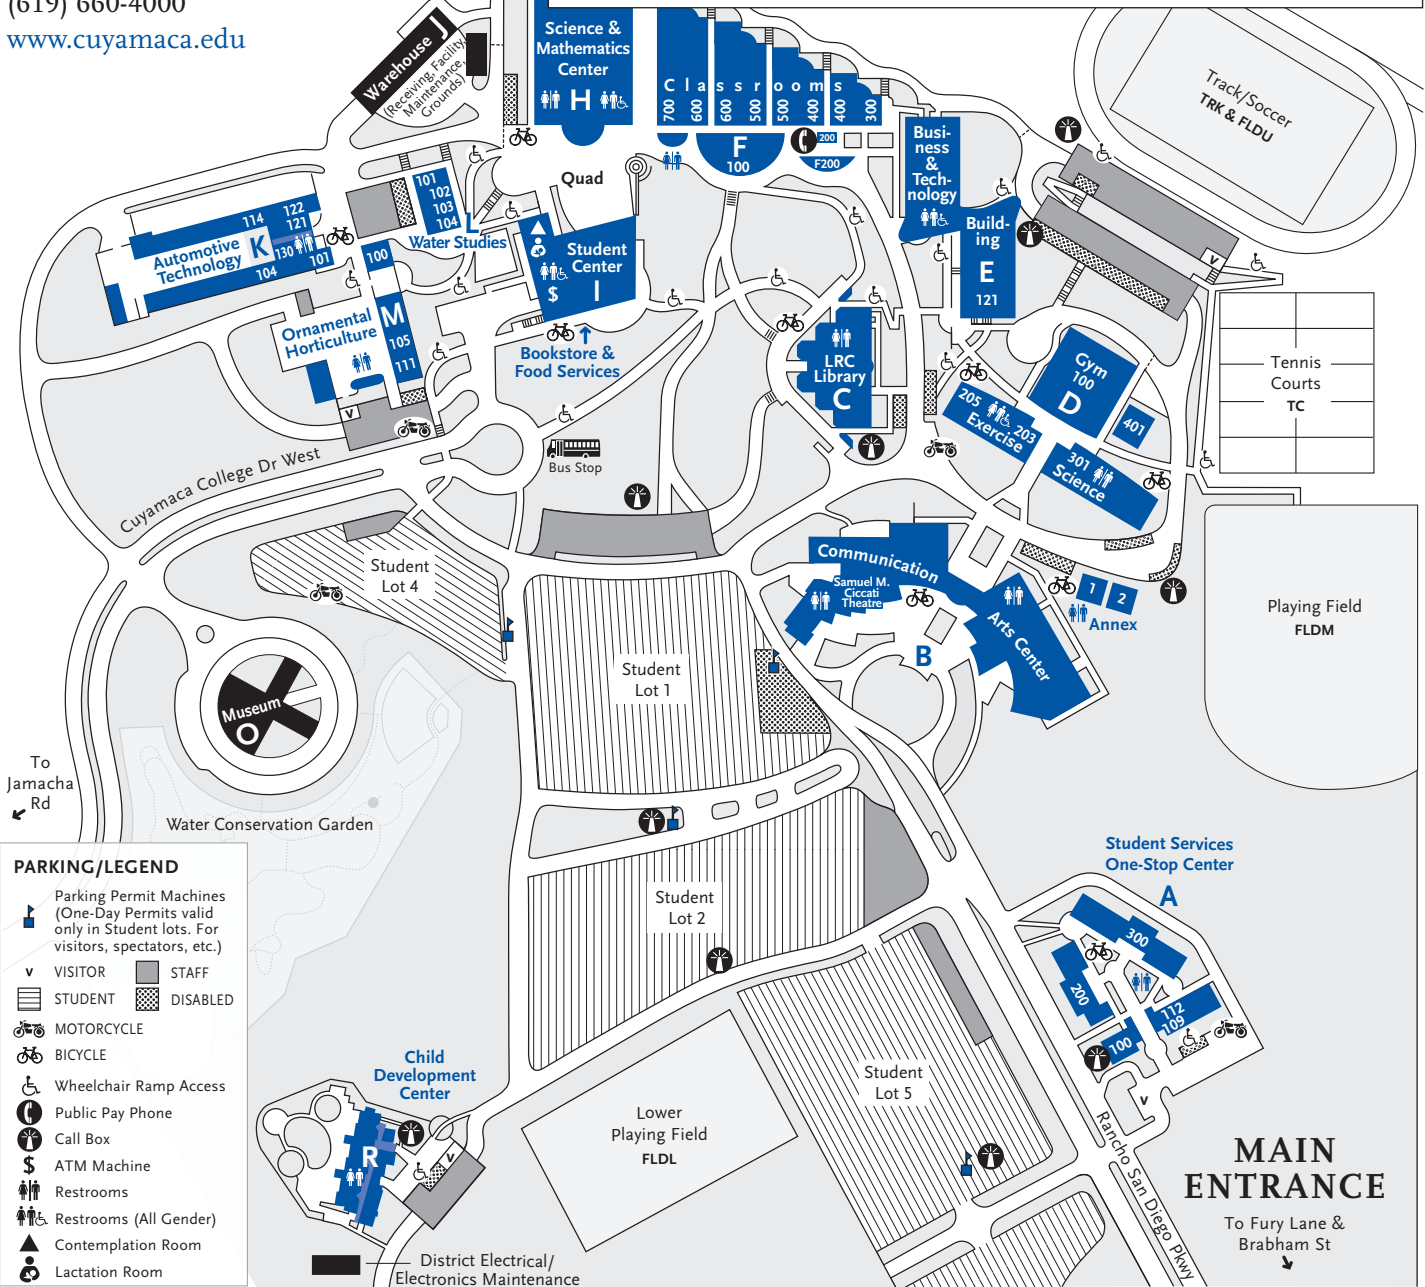 (619) 660-4000
www.cuyamaca.edu
Warehouse J
(Receiving, Facility,
Maintenance,
Grounds)
Science &
Mathematics
Center
H
Classrooms
700
600
600
500
500
400
400
300
F
100
200
F200
Busi-
ness
&
Tech-
nology
Build-
ing
E
121
Track/Soccer
TRK & FLDU
Quad
101
102
103
104
L
Water Studies
114
122
121
Automotive
Technology
K
130
101
104
100
Student
Center
$
I
Ornamental
Horticulture
M
105
111
v
Bookstore &
Food Services
LRC
Library
C
Gym
100
D
401
205
203
Exercise
301
Science
v
Tennis
Courts
TC
Bus Stop
Cuyamaca College Dr West
Student
Lot 4
Communication
Samuel M.
Ciccati
Theatre
Arts Center
B
1
2
Annex
Playing Field
FLDM
Student
Lot 1
Museum
O
To
Jamacha
Rd
Water Conservation Garden
Student
Lot 2
Student Services
One-Stop Center
A
300
200
112
109
100
v
PARKING/LEGEND
Parking Permit Machines
(One-Day Permits valid
only in Student lots. For
visitors, spectators, etc.)
v VISITOR
STAFF
STUDENT
DISABLED
MOTORCYCLE
BICYCLE
Wheelchair Ramp Access
Public Pay Phone
Call Box
$ ATM Machine
Restrooms
Restrooms (All Gender)
Contemplation Room
Lactation Room
Child
Development
Center
R
v
Lower
Playing Field
FLDL
Student
Lot 5
Rancho San Diego Pkwy
MAIN
ENTRANCE
To Fury Lane &
Brabham St
District Electrical/
Electronics Maintenance